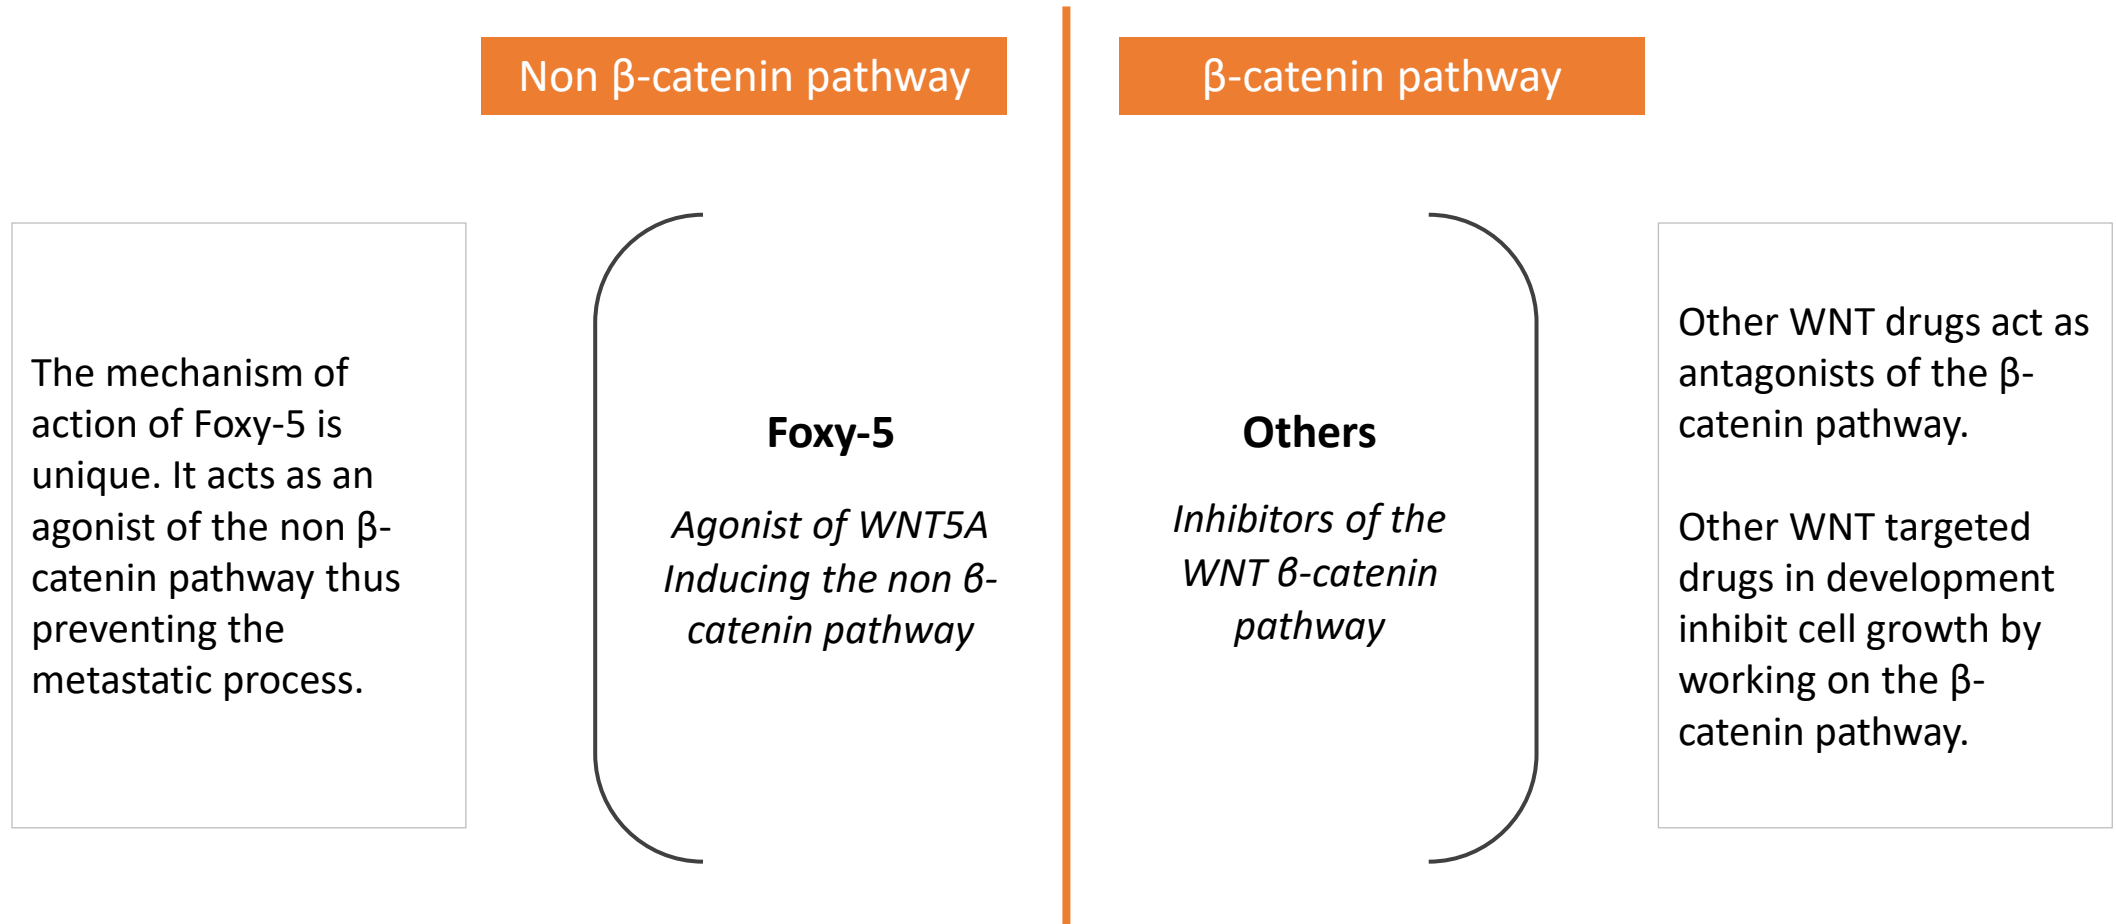 Non β-catenin pathway
β-catenin pathway
The mechanism of
action of Foxy-5 is
unique. It acts as an
agonist of the non β-
catenin pathway thus
preventing the
metastatic process.
Foxy-5
Agonist of WNT5A
Inducing the non β-
catenin pathway
Others
Inhibitors of the
WNT β-catenin
pathway
Other WNT drugs act as
antagonists of the β-
catenin pathway.
Other WNT targeted
drugs in development
inhibit cell growth by
working on the β-
catenin pathway.